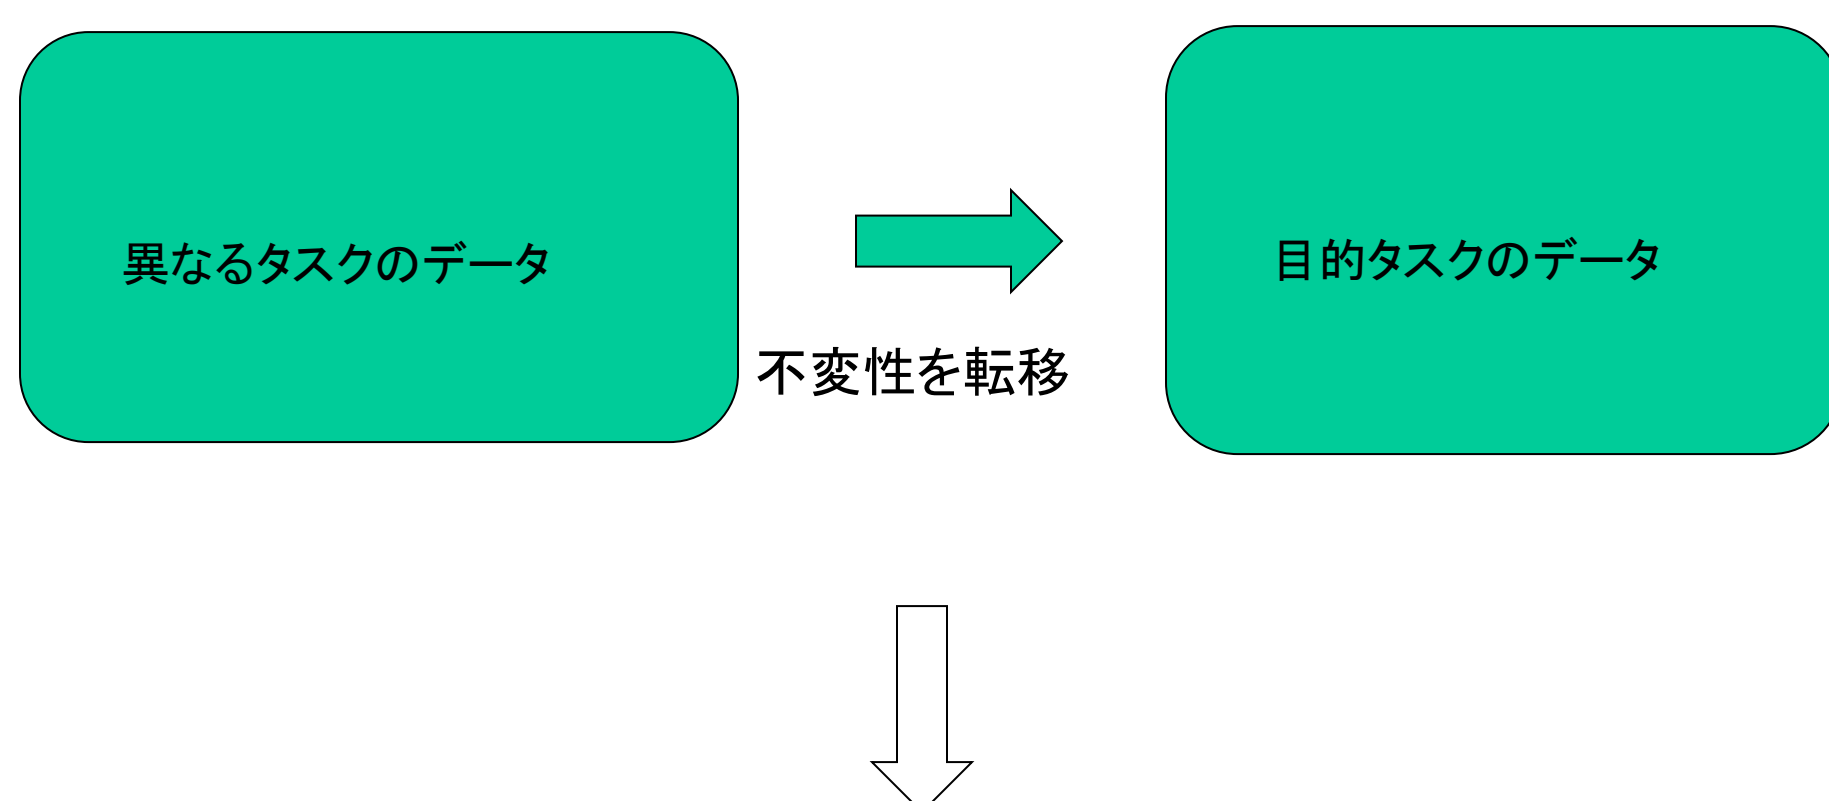 異なるタスクのデータ
目的タスクのデータ
不変性を転移